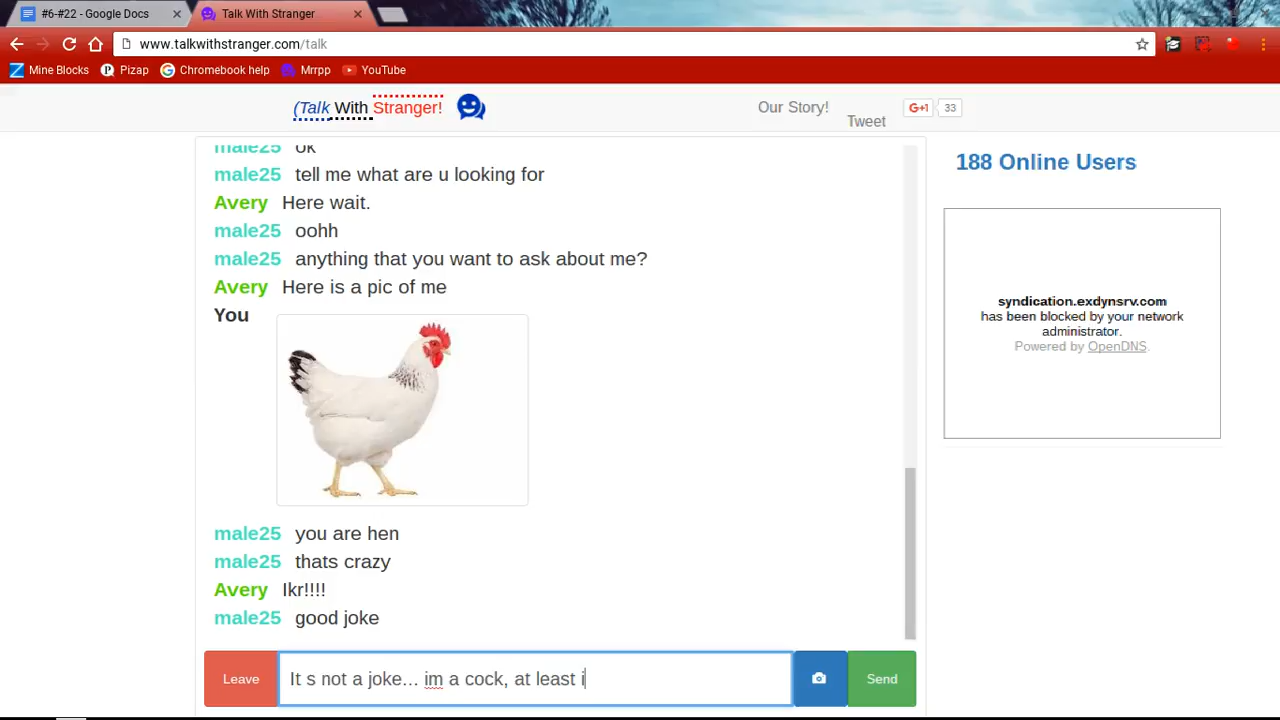 #6-#22 - Google Docs
Talk With Stranger
www.talkwithstranger.com/talk
Mine Blocks Pizap Chromebook help Mrrpp YouTube
(Talk With Stranger!
Our Story! Tweet G+1 33
188 Online Users
male25 ok
male25 tell me what are u looking for
Avery Here wait.
male25 oohh
male25 anything that you want to ask about me?
Avery Here is a pic of me
You
male25 you are hen
male25 thats crazy
Avery Ikr!!!!
male25 good joke
Leave It s not a joke... im a cock, at least i Send
syndication.exdynsrv.com
has been blocked by your network
administrator.
Powered by OpenDNS.